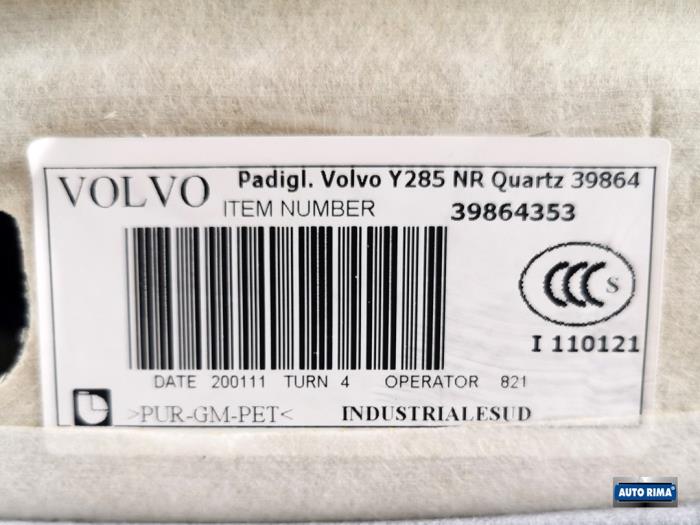 VOLVO Padigl. Volvo Y285 NR Quartz 39864
ITEM NUMBER 39864353
CCC S
I 110121
DATE 200111 TURN 4 OPERATOR 821
>PUR-GM-PET< INDUSTRIALESUD
AUTO RIMA